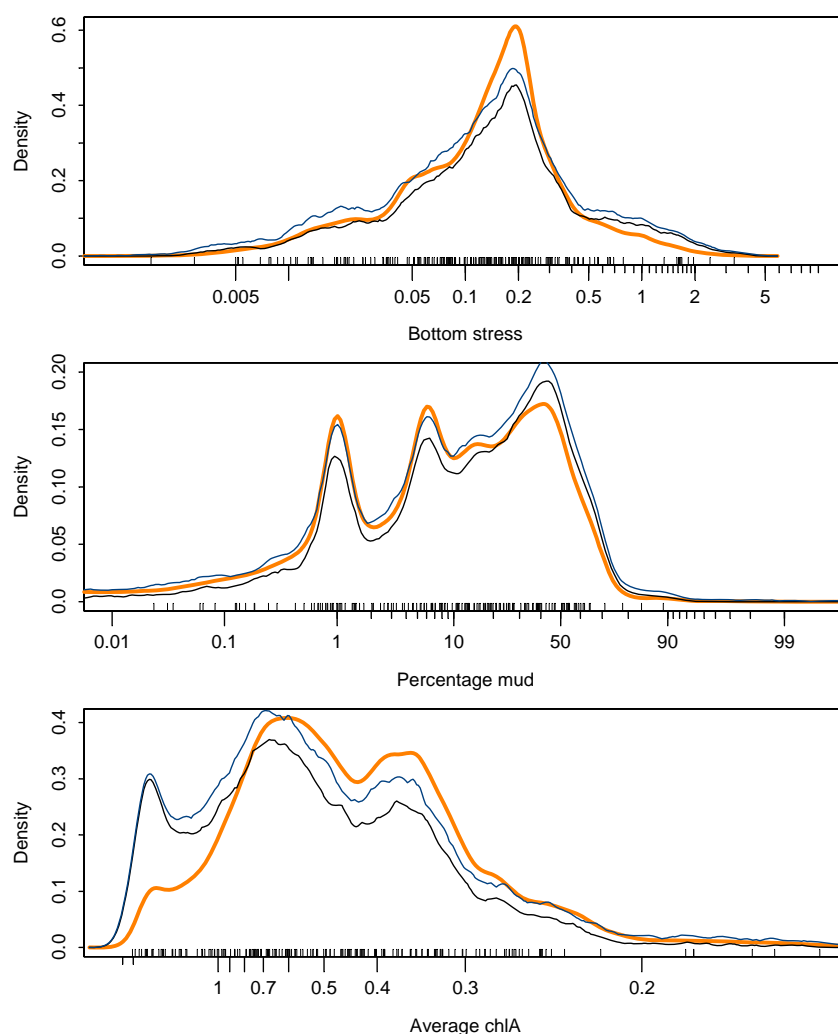 0.6
0.4
0.2
0.0
Density
0.005 0.05 0.1 0.2 0.5 1 2 5
Bottom stress
0.20
0.15
0.10
0.05
0.0
Density
0.01 0.1 1 10 50 90 99
Percentage mud
0.4
0.3
0.2
0.1
0.0
Density
1 0.7 0.5 0.4 0.3 0.2
Average chlA